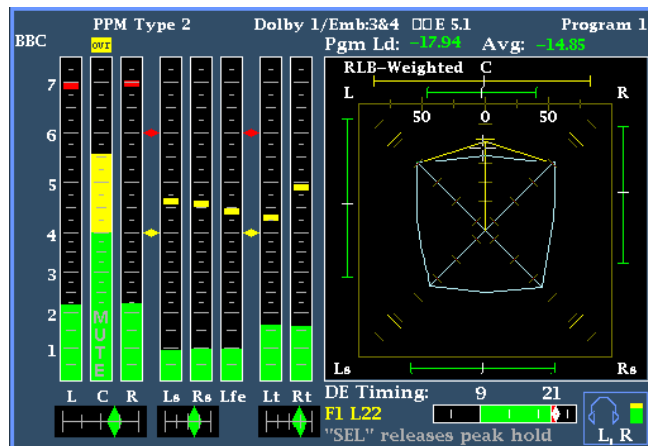 PPM Type 2 Dolby 1/Emb:3&4 E 5.1 Program 1
BBC OVR Pgm Ld: -17.94 Avg: -14.85
RLB-Weighted C
L R
50 0 50
7
6
5
4
3
2
1
MUTE
Ls Rs
L C R Ls Rs Lfe Lt Rt
DE Timing: 9 21
F1 L22
"SEL" releases peak hold
L, R